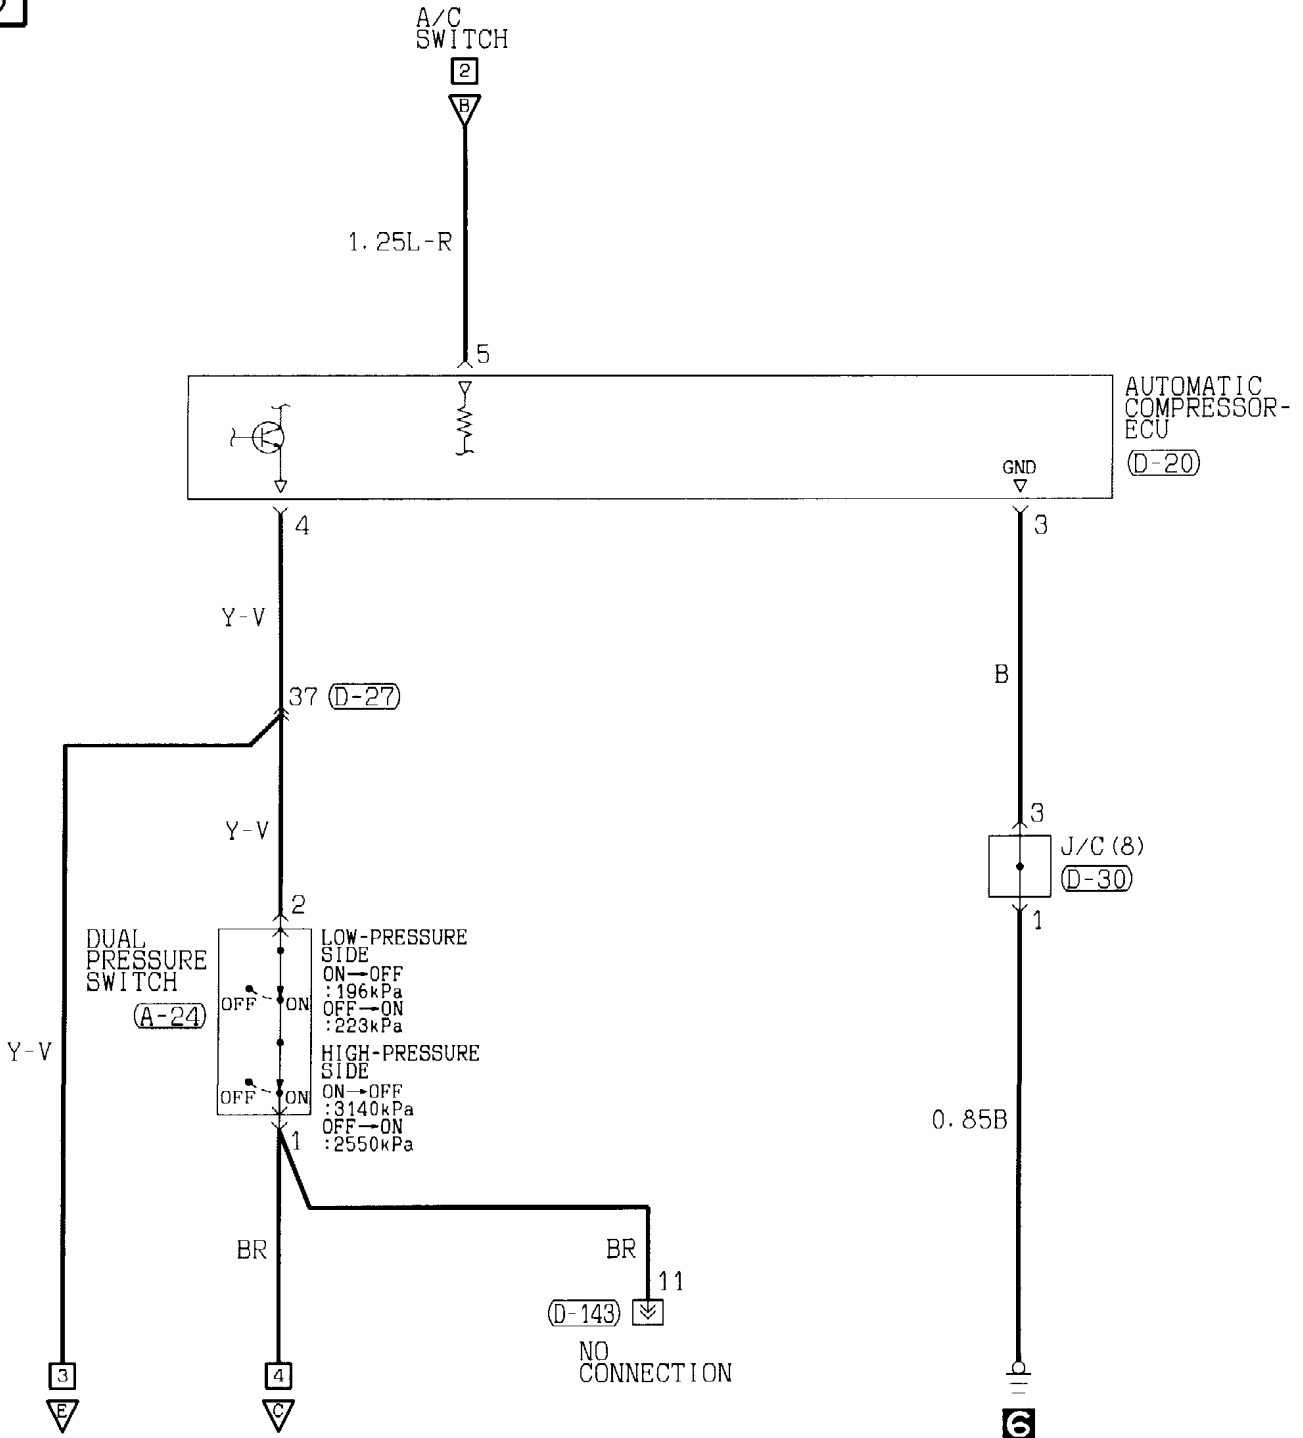 A/C
SWITCH
2
B
1.25L-R
5
AUTOMATIC
COMPRESSOR-
ECU
(D-20)
GND
4
3
Y-V
B
37 (D-27)
Y-V
3
J/C(8)
(D-30)
1
2
DUAL
PRESSURE
SWITCH
(A-24)
LOW-PRESSURE
SIDE
ON→OFF
:196kPa
OFF→ON
:223kPa
OFF ON
HIGH-PRESSURE
SIDE
ON→OFF
:3140kPa
OFF→ON
:2550kPa
OFF ON
Y-V
1
0.85B
BR
BR
11
(D-143)
NO
CONNECTION
3
E
4
C
6